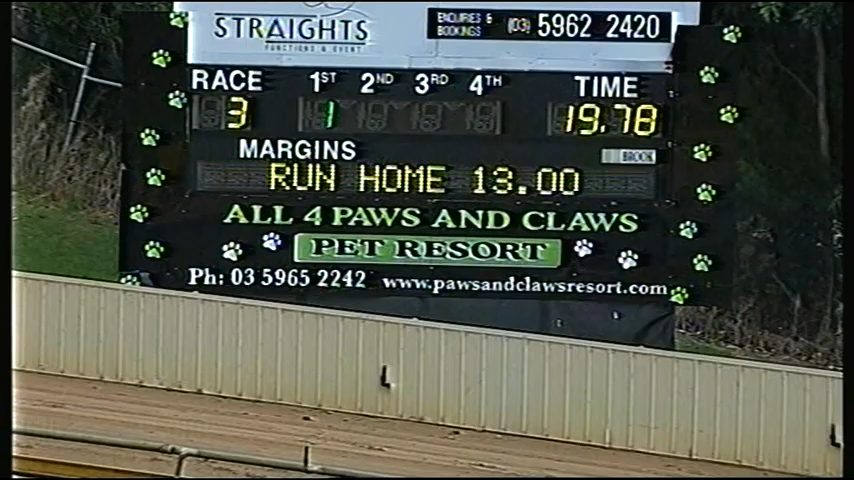 STRAIGHTS
FUNCTIONS & EVENT
ENQUIRIES & BOOKINGS (03) 5962 2420
RACE 1ST 2ND 3RD 4TH TIME
3 1 19.78
MARGINS
BROOK
RUN HOME 13.00
ALL 4 PAWS AND CLAWS
PET RESORT
Ph: 03 5965 2242 www.pawsandclawsresort.com